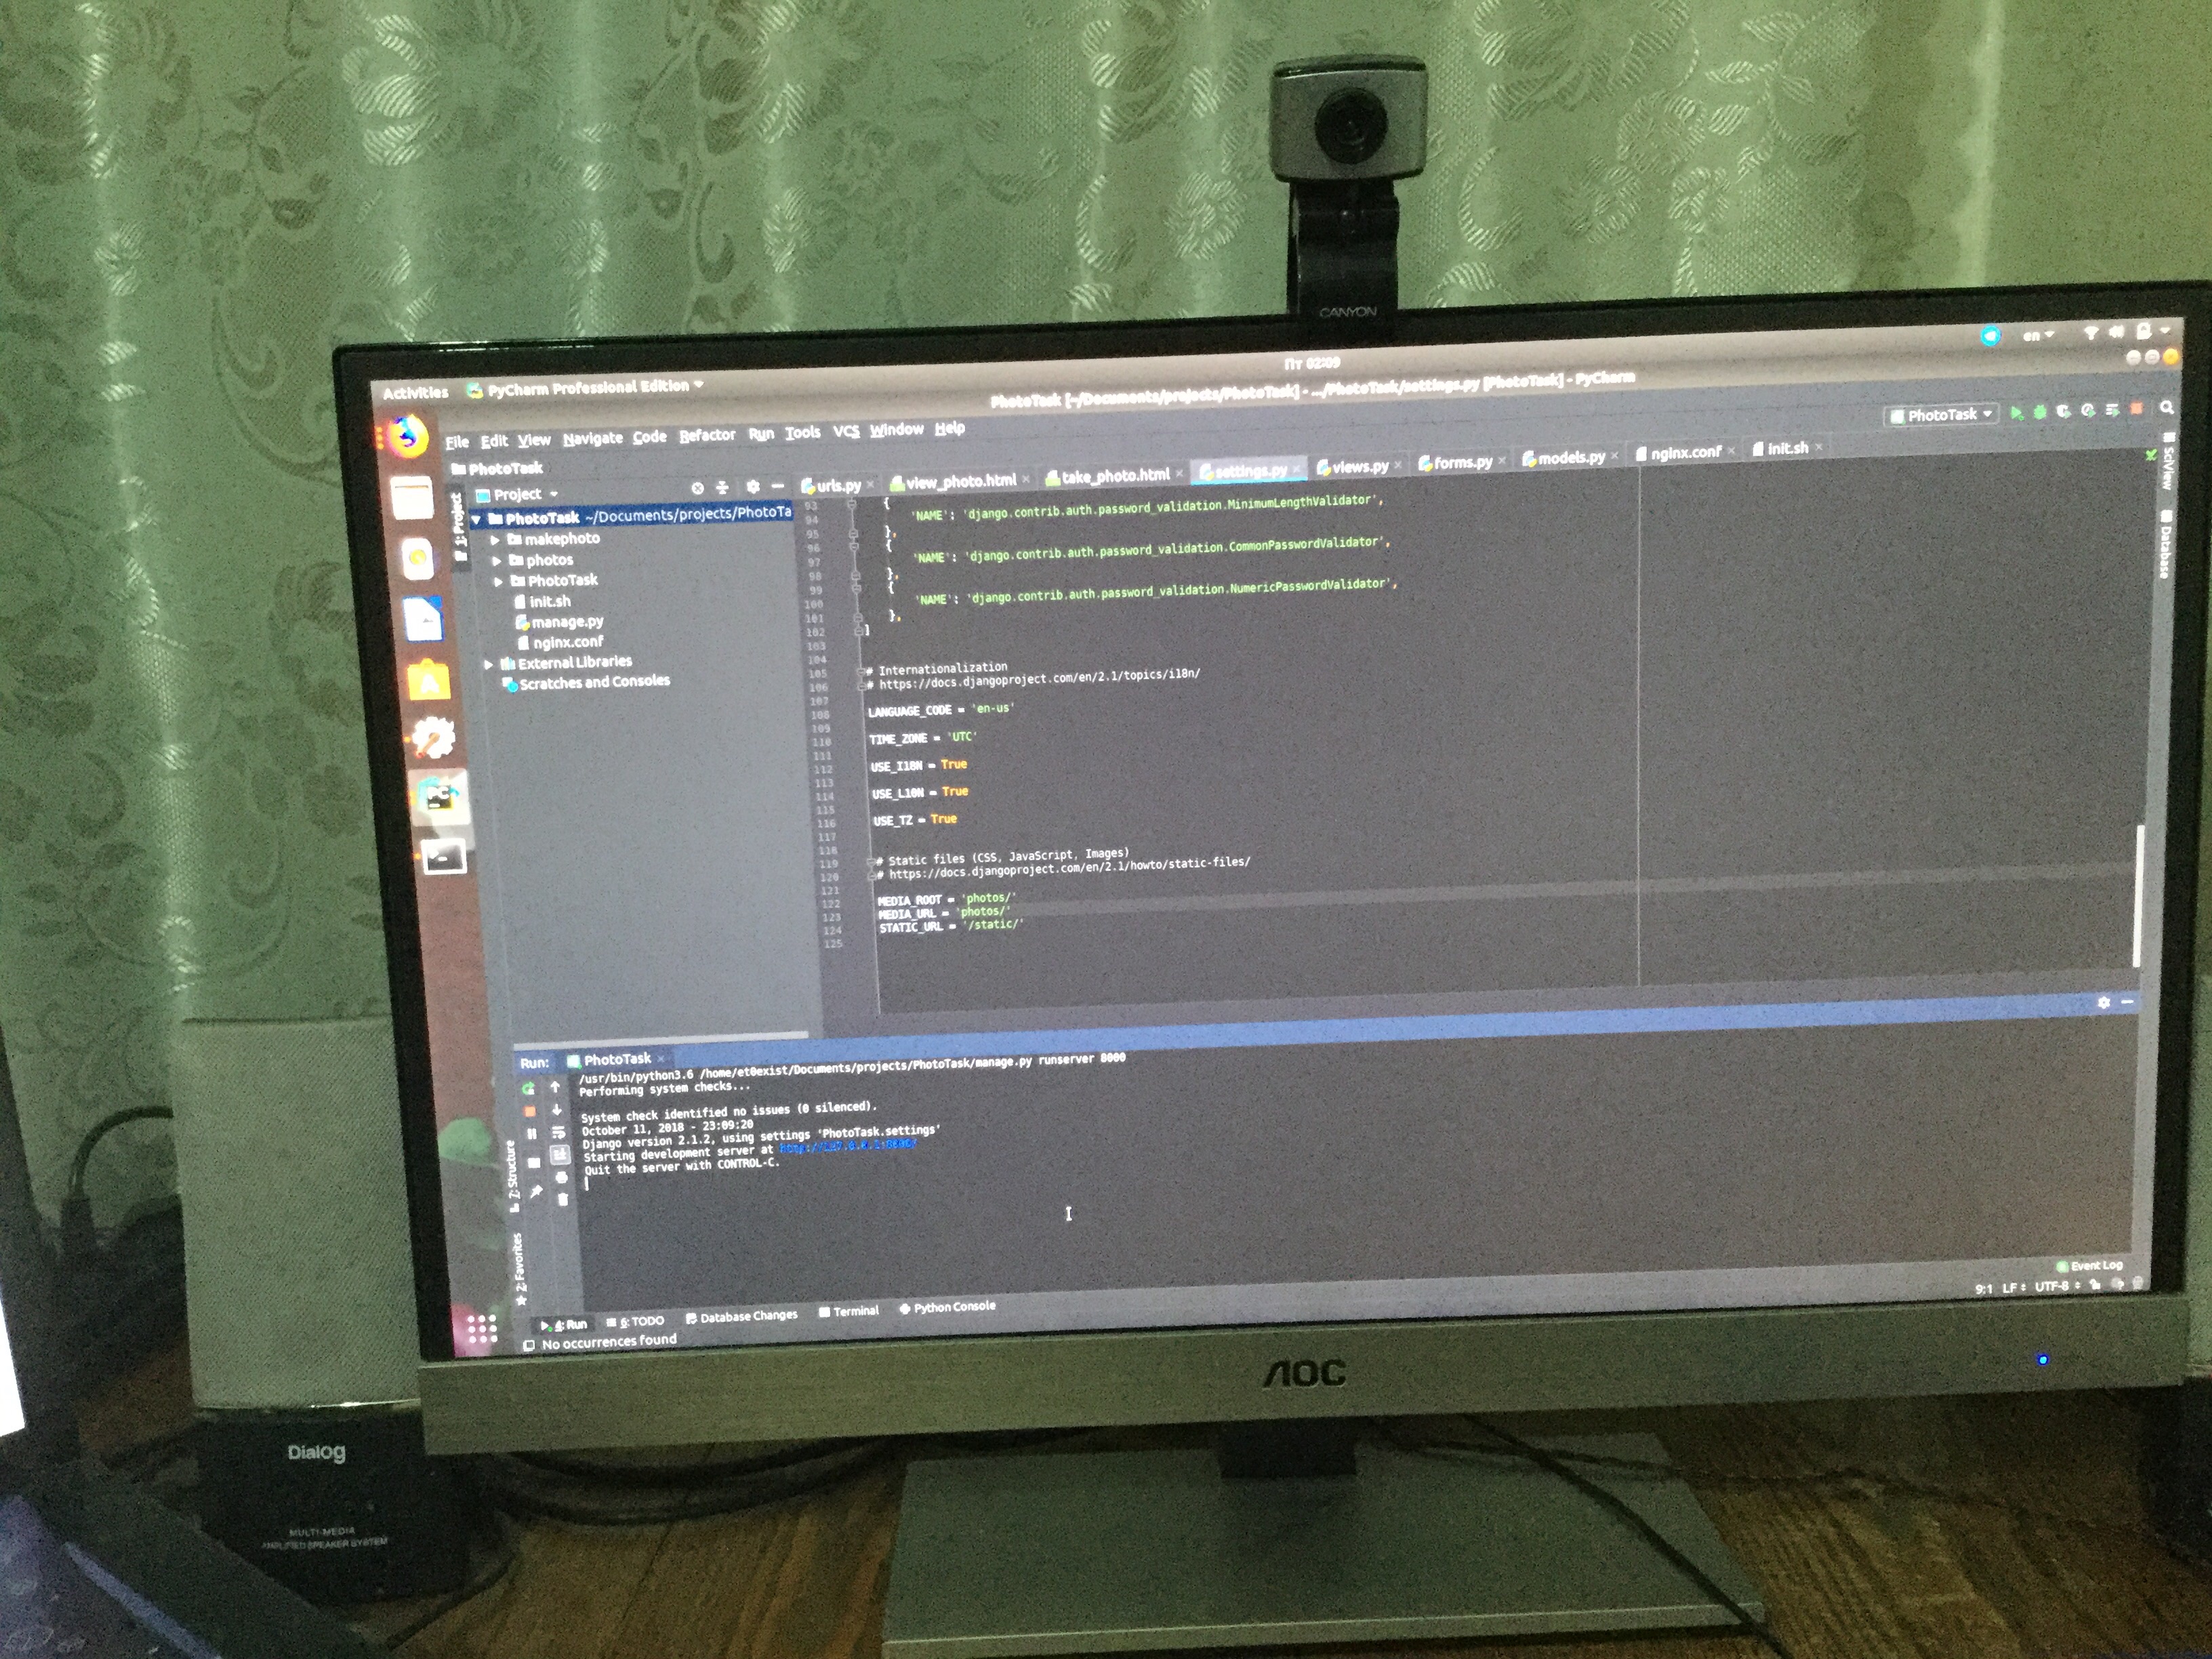 CANYON
Пт 02:09
en
Activities PyCharm Professional Edition
PhotoTask [~/Documents/projects/PhotoTask] - .../PhotoTask/settings.py [PhotoTask] - PyCharm
File Edit View Navigate Code Refactor Run Tools VCS Window Help
PhotoTask
PhotoTask
Project
urls.py view_photo.html take_photo.html settings.py views.py forms.py models.py nginx.conf init.sh
1: Project
SciView
Database
PhotoTask ~/Documents/projects/PhotoTa
makephoto
photos
PhotoTask
init.sh
manage.py
nginx.conf
External Libraries
Scratches and Consoles
93 {
94 'NAME': 'django.contrib.auth.password_validation.MinimumLengthValidator',
95 },
96 {
97 'NAME': 'django.contrib.auth.password_validation.CommonPasswordValidator',
98 },
99 {
100 'NAME': 'django.contrib.auth.password_validation.NumericPasswordValidator',
101 },
102 ]
103
104
105 # Internationalization
106 # https://docs.djangoproject.com/en/2.1/topics/i18n/
107
108 LANGUAGE_CODE = 'en-us'
109
110 TIME_ZONE = 'UTC'
111
112 USE_I18N = True
113
114 USE_L10N = True
115
116 USE_TZ = True
117
118
119 # Static files (CSS, JavaScript, Images)
120 # https://docs.djangoproject.com/en/2.1/howto/static-files/
121
122 MEDIA_ROOT = 'photos/'
123 MEDIA_URL = 'photos/'
124 STATIC_URL = '/static/'
125
Run: PhotoTask
/usr/bin/python3.6 /home/et0exist/Documents/projects/PhotoTask/manage.py runserver 8000
Performing system checks...
System check identified no issues (0 silenced).
October 11, 2018 - 23:09:20
Django version 2.1.2, using settings 'PhotoTask.settings'
Starting development server at
Quit the server with CONTROL-C.
7: Structure
2: Favorites
Event Log
4: Run 6: TODO Database Changes Terminal Python Console
No occurrences found
9:1 LF UTF-8
AOC
Dialog
MULTI-MEDIA
AMPLIFIED SPEAKER SYSTEM